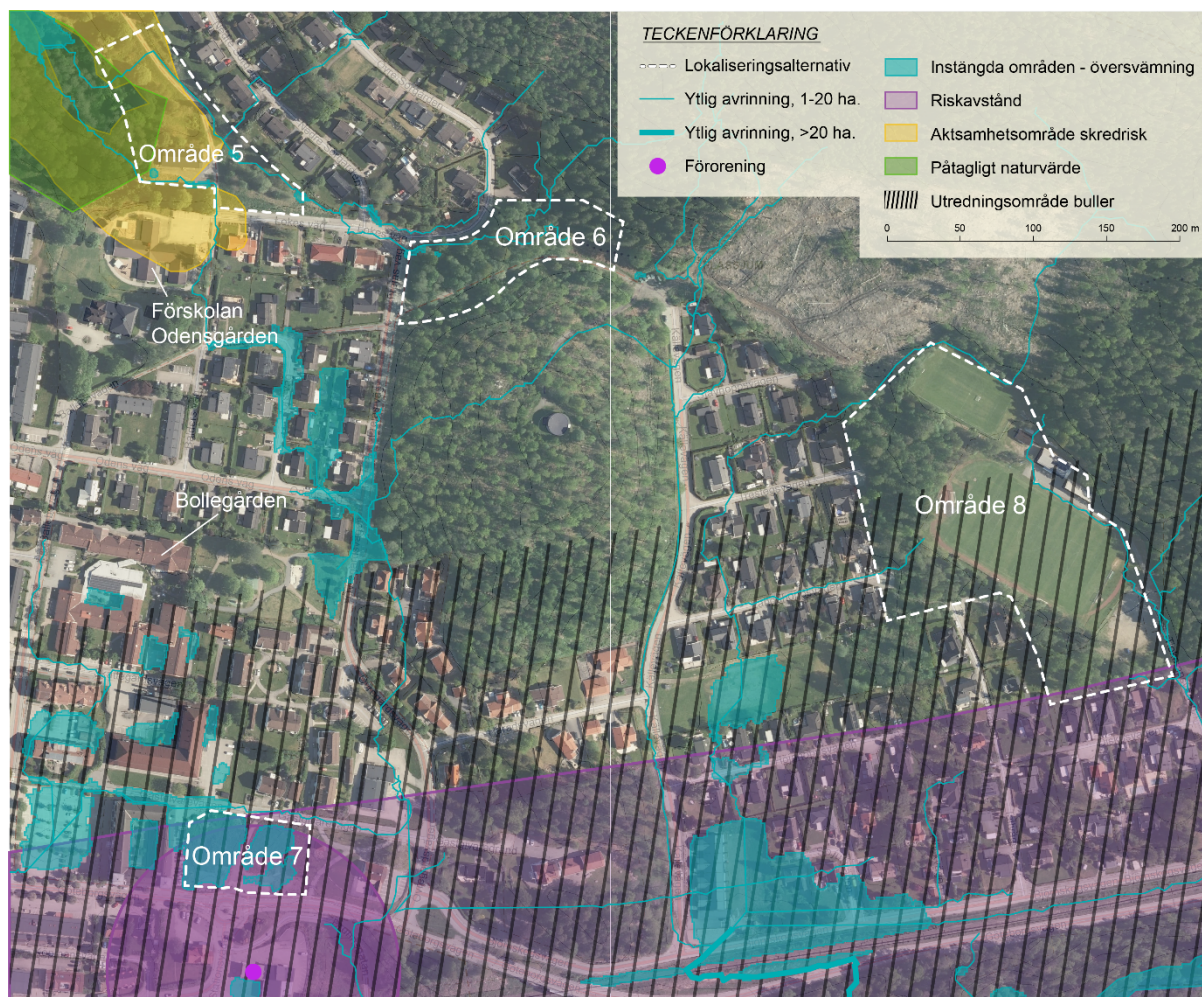 TECKENFÖRKLARING
Lokaliseringsalternativ
Ytlig avrinning, 1-20 ha.
Ytlig avrinning, >20 ha.
Förorening
Instängda områden - översvämning
Riskavstånd
Aktsamhetsområde skredrisk
Påtagligt naturvärde
Utredningsområde buller
0 50 100 150 200 m
Område 5
Område 6
Förskolan
Odensgården
Bollegården
Område 8
Område 7